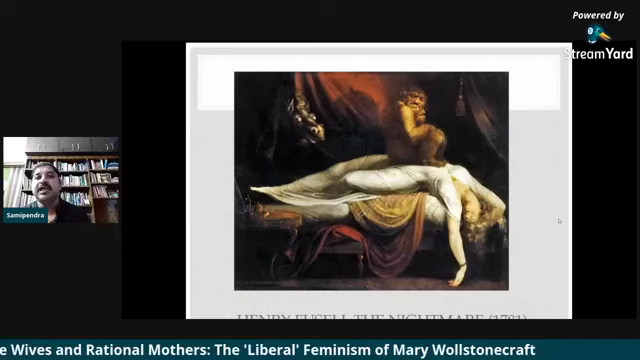 Powered by
StreamYard
Samipendra
HENRY FUSELI, THE NIGHTMARE (1781)
e Wives and Rational Mothers: The 'Liberal' Feminism of Mary Wollstonecraft